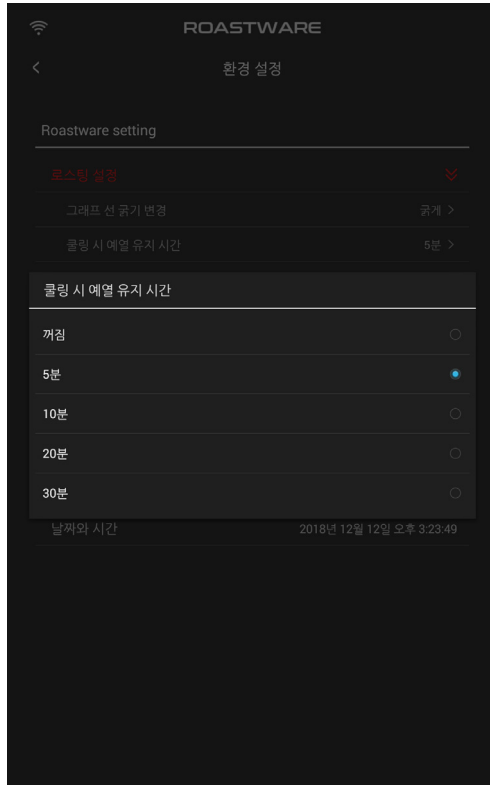 ROASTWARE
환경 설정
Roastware setting
로스팅 설정
그래프 선 굵기 변경 굵게
쿨링 시 예열 유지 시간 5분
쿨링 시 예열 유지 시간
꺼짐
5분
10분
20분
30분
날짜와 시간 2018년 12월 12일 오후 3:23:49